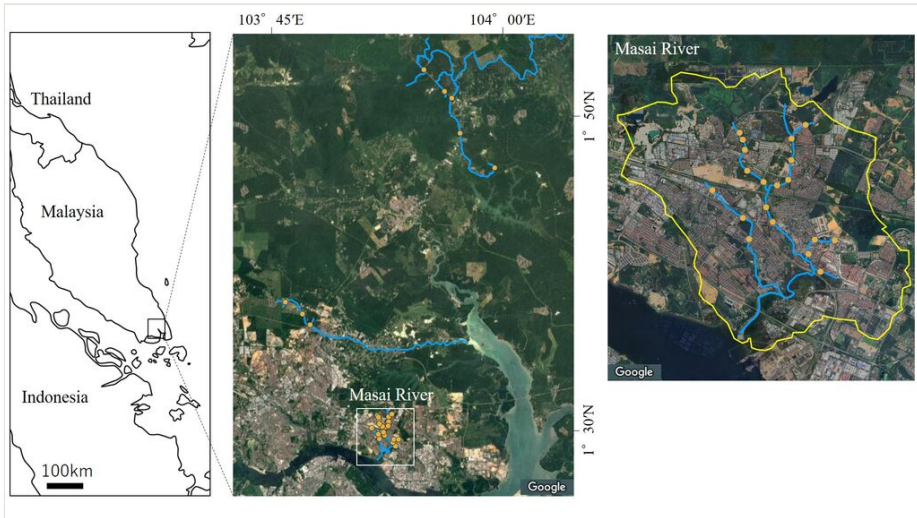 103° 45′E
104° 00′E
Thailand
Malaysia
Indonesia
100km
Masai River
Google
1° 50′N
1° 30′N
Masai River
Google